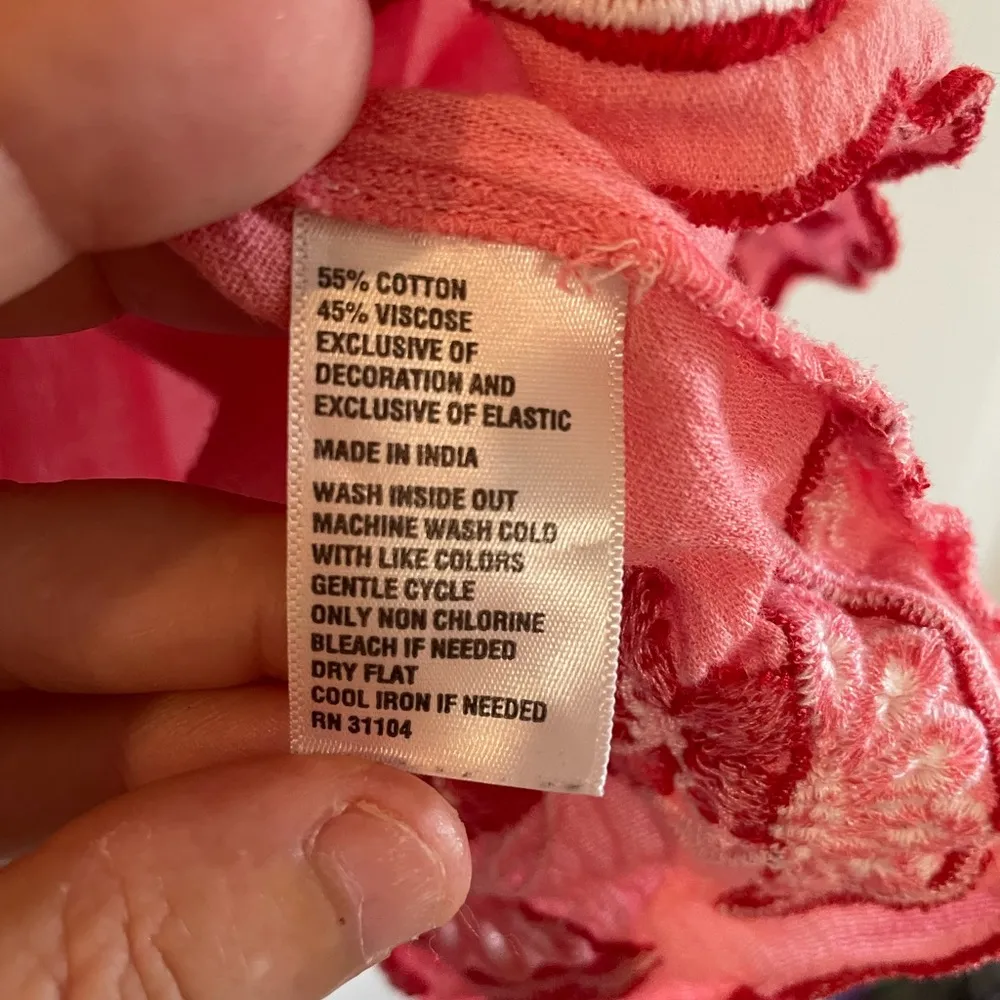 55% COTTON
45% VISCOSE
EXCLUSIVE OF
DECORATION AND
EXCLUSIVE OF ELASTIC
MADE IN INDIA
WASH INSIDE OUT
MACHINE WASH COLD
WITH LIKE COLORS
GENTLE CYCLE
ONLY NON CHLORINE
BLEACH IF NEEDED
DRY FLAT
COOL IRON IF NEEDED
RN 31104